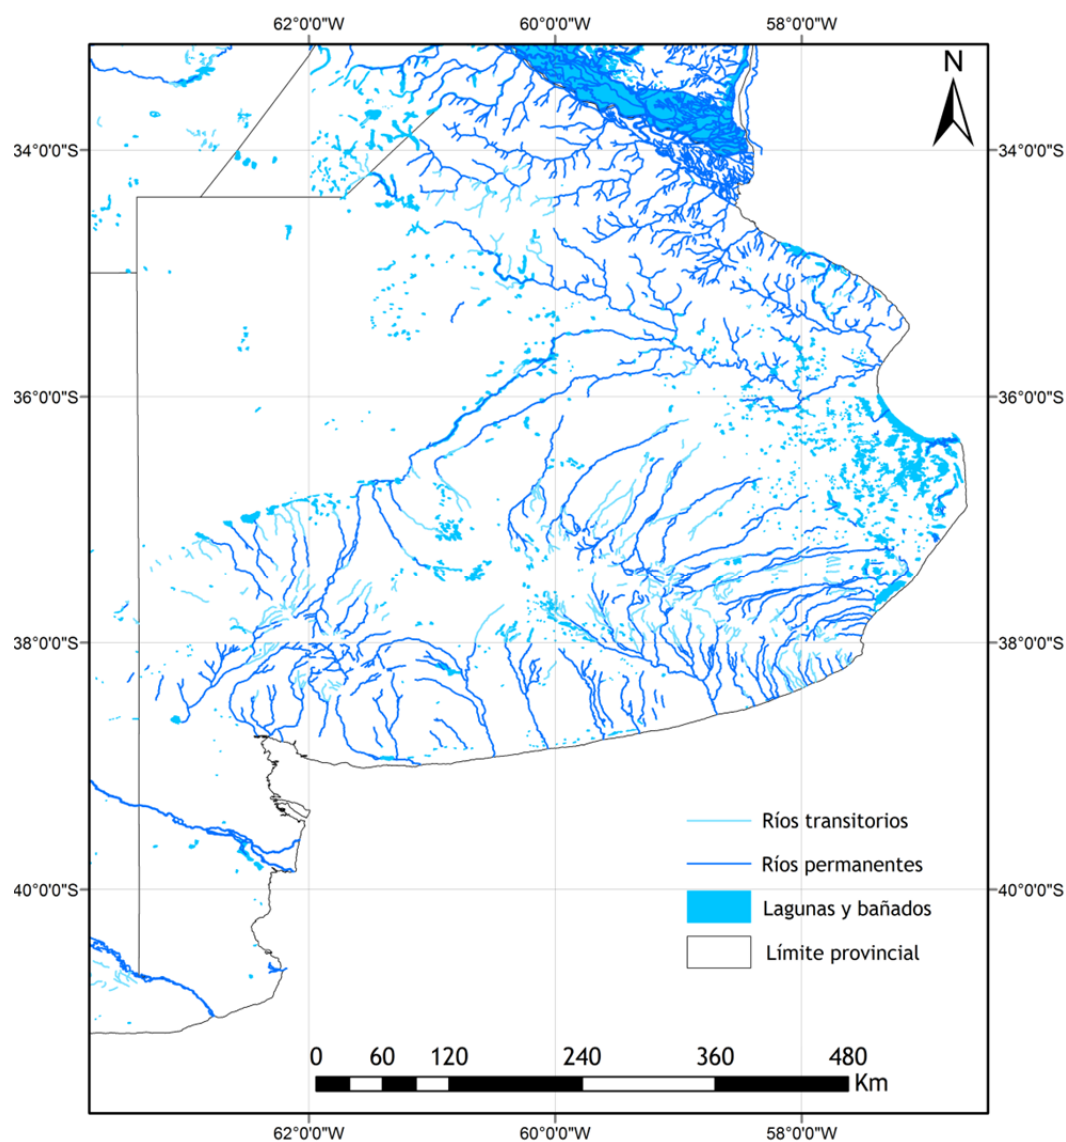 62°0'0"W 60°0'0"W 58°0'0"W
N
34°0'0"S 34°0'0"S
36°0'0"S 36°0'0"S
38°0'0"S 38°0'0"S
Ríos transitorios
Ríos permanentes
40°0'0"S 40°0'0"S
Lagunas y bañados
Límite provincial
0 60 120 240 360 480
Km
62°0'0"W 60°0'0"W 58°0'0"W